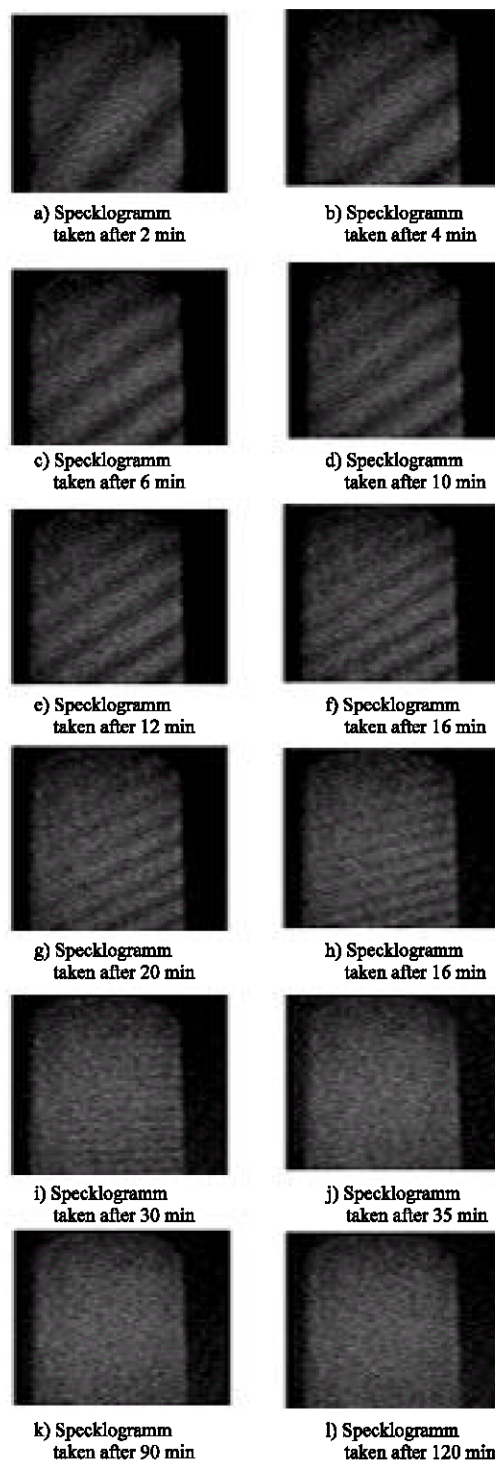 a) Specklogramm
taken after 2 min
b) Specklogramm
taken after 4 min
c) Specklogramm
taken after 6 min
d) Specklogramm
taken after 10 min
e) Specklogramm
taken after 12 min
f) Specklogramm
taken after 16 min
g) Specklogramm
taken after 20 min
h) Specklogramm
taken after 16 min
i) Specklogramm
taken after 30 min
j) Specklogramm
taken after 35 min
k) Specklogramm
taken after 90 min
l) Specklogramm
taken after 120 min